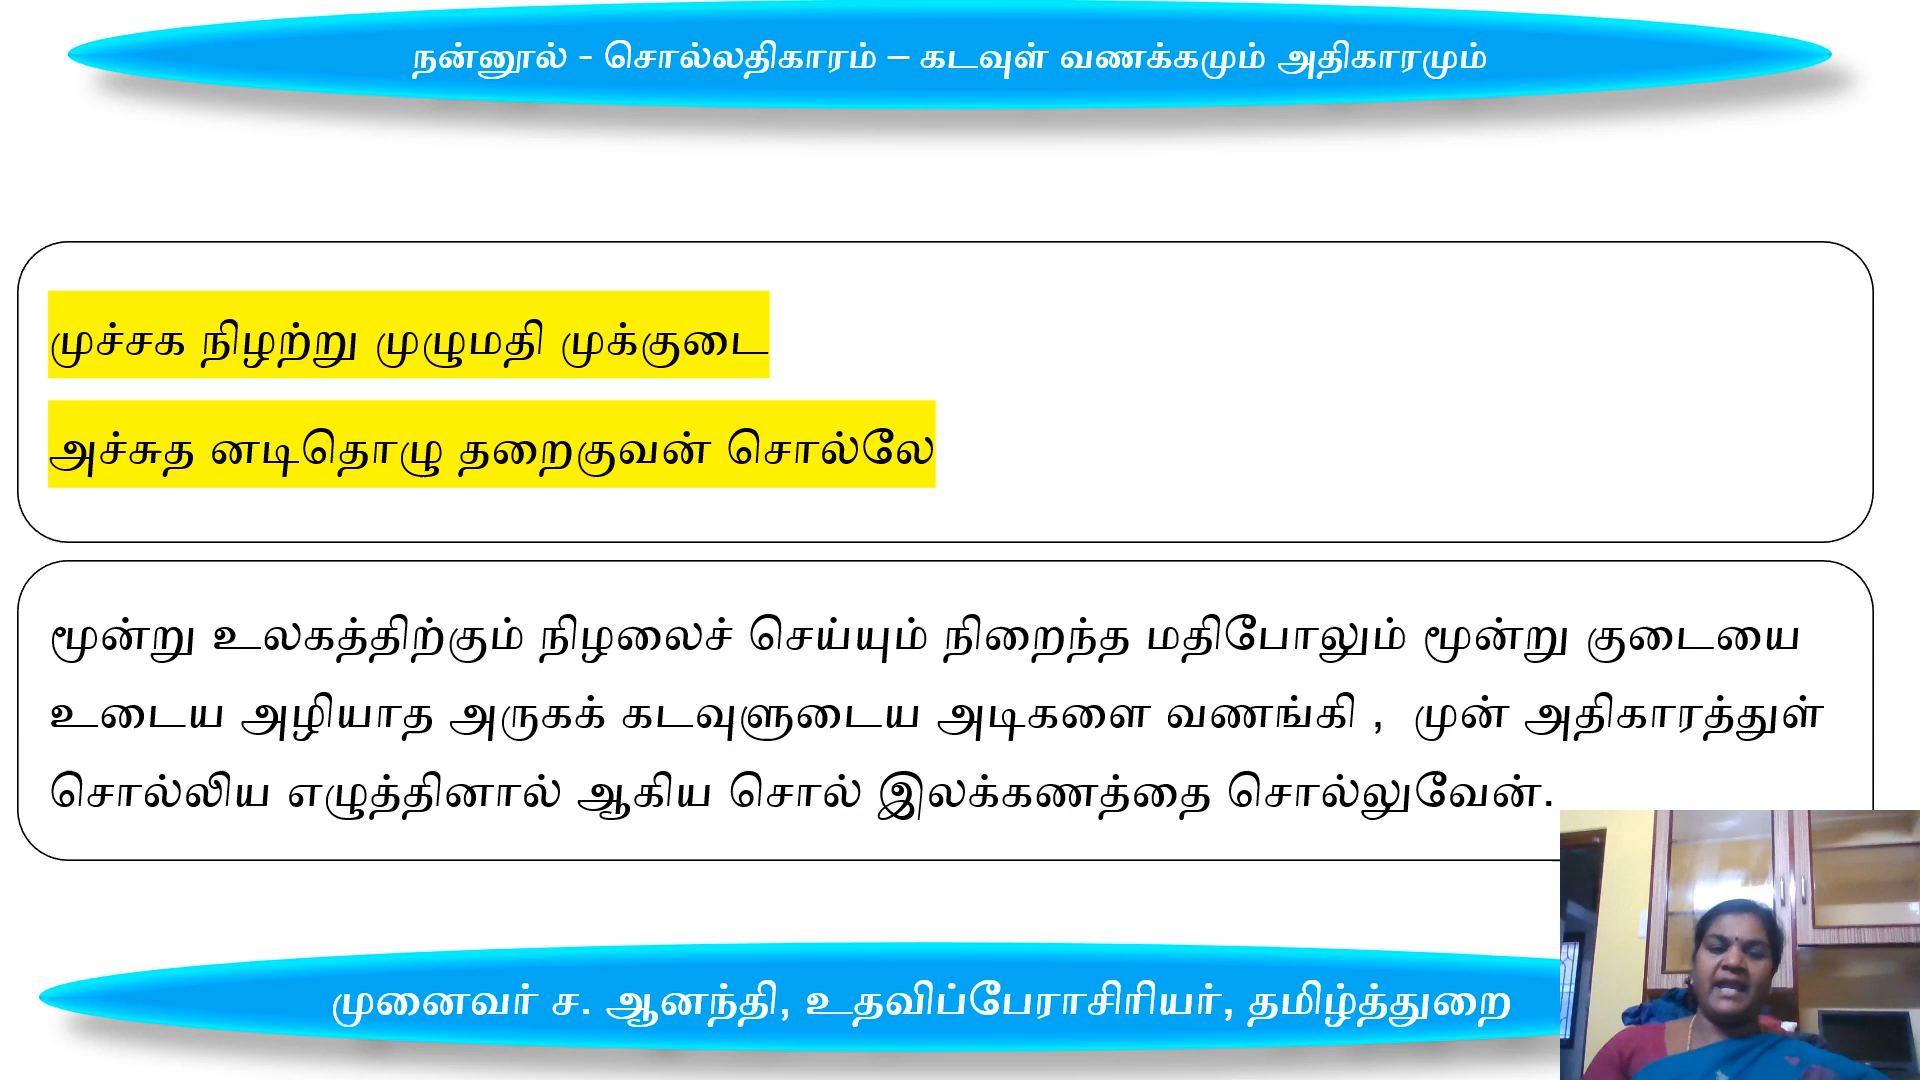 நன்னூல் - சொல்லதிகாரம் – கடவுள் வணக்கமும் அதிகாரமும்
முச்சக நிழற்று முழுமதி முக்குடை
அச்சுத னடிதொழு தறைகுவன் சொல்லே
மூன்று உலகத்திற்கும் நிழலைச் செய்யும் நிறைந்த மதிபோலும் மூன்று குடையை
உடைய அழியாத அருகக் கடவுளுடைய அடிகளை வணங்கி , முன் அதிகாரத்துள்
சொல்லிய எழுத்தினால் ஆகிய சொல் இலக்கணத்தை சொல்லுவேன்.
முனைவர் ச. ஆனந்தி, உதவிப்பேராசிரியர், தமிழ்த்துறை